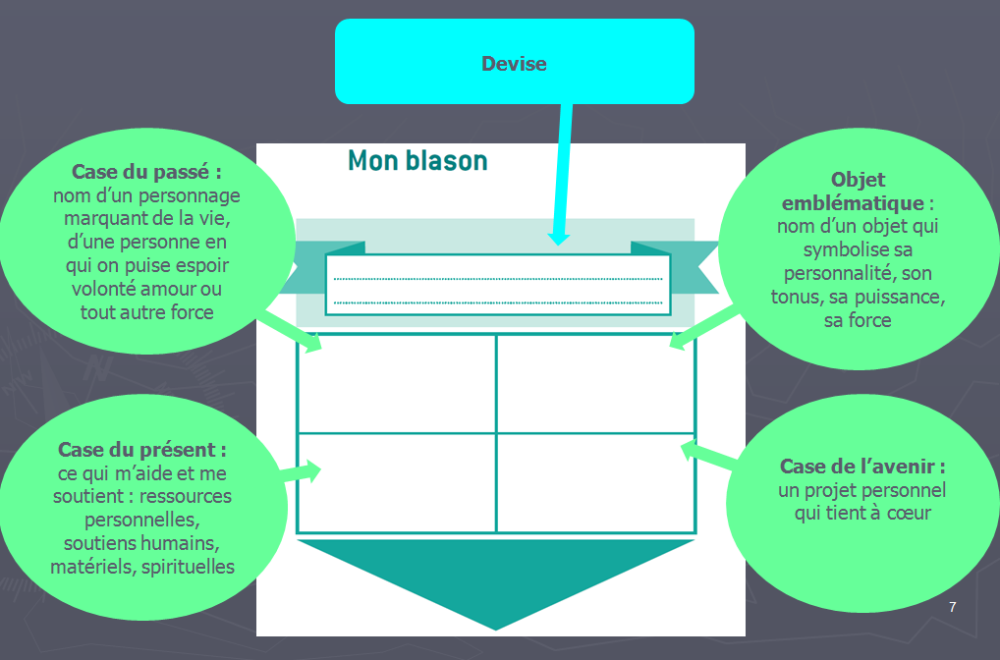 Devise
Mon blason
Case du passé :
nom d'un personnage
marquant de la vie,
d'une personne en
qui on puise espoir
volonté amour ou
tout autre force
Objet
emblématique :
nom d'un objet qui
symbolise sa
personnalité, son
tonus, sa puissance,
sa force
Case du présent :
ce qui m'aide et me
soutient : ressources
personnelles,
soutiens humains,
matériels, spirituelles
Case de l'avenir :
un projet personnel
qui tient à cœur
7